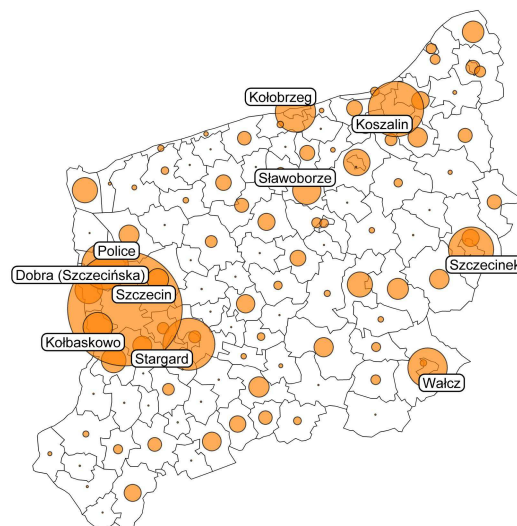 Kołobrzeg
Koszalin
Sławoborze
Police
Szczecinek
Dobra (Szczecińska)
Szczecin
Kołbaskowo
Stargard
Wałcz